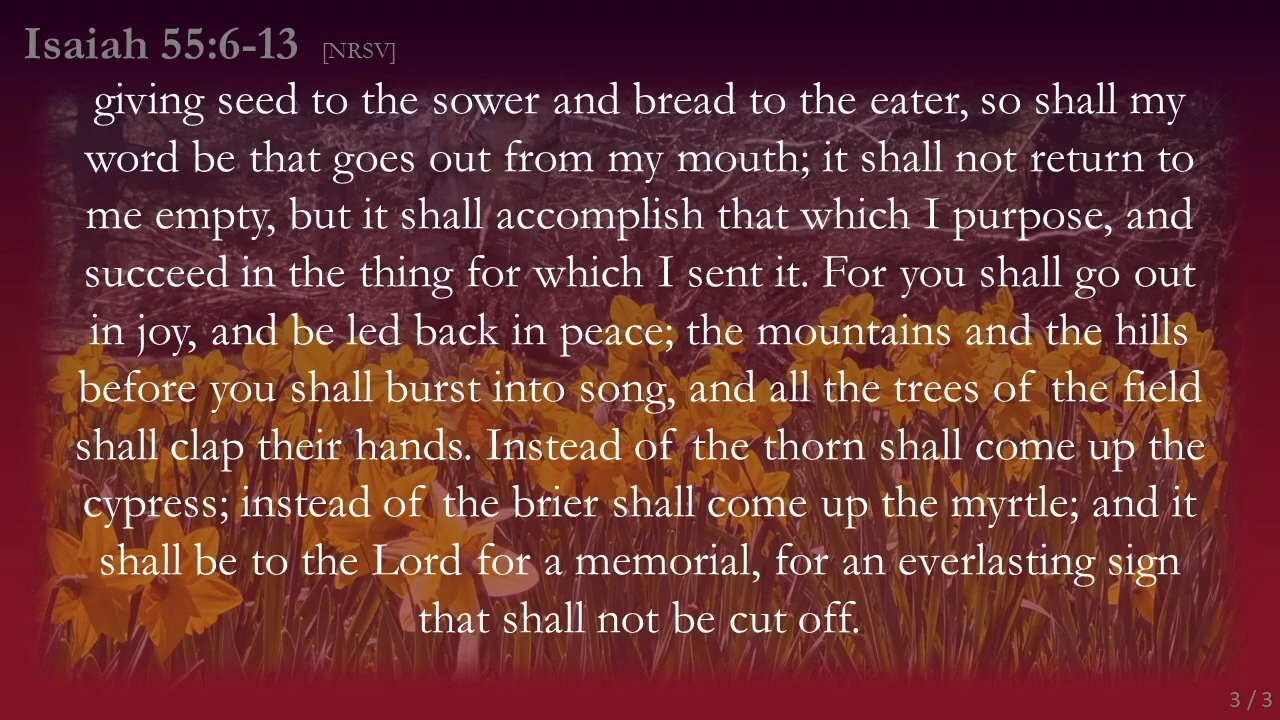 Isaiah 55:6-13 [NRSV]
giving seed to the sower and bread to the eater, so shall my
word be that goes out from my mouth; it shall not return to
me empty, but it shall accomplish that which I purpose, and
succeed in the thing for which I sent it. For you shall go out
in joy, and be led back in peace; the mountains and the hills
before you shall burst into song, and all the trees of the field
shall clap their hands. Instead of the thorn shall come up the
cypress; instead of the brier shall come up the myrtle; and it
shall be to the Lord for a memorial, for an everlasting sign
that shall not be cut off.
3 / 3